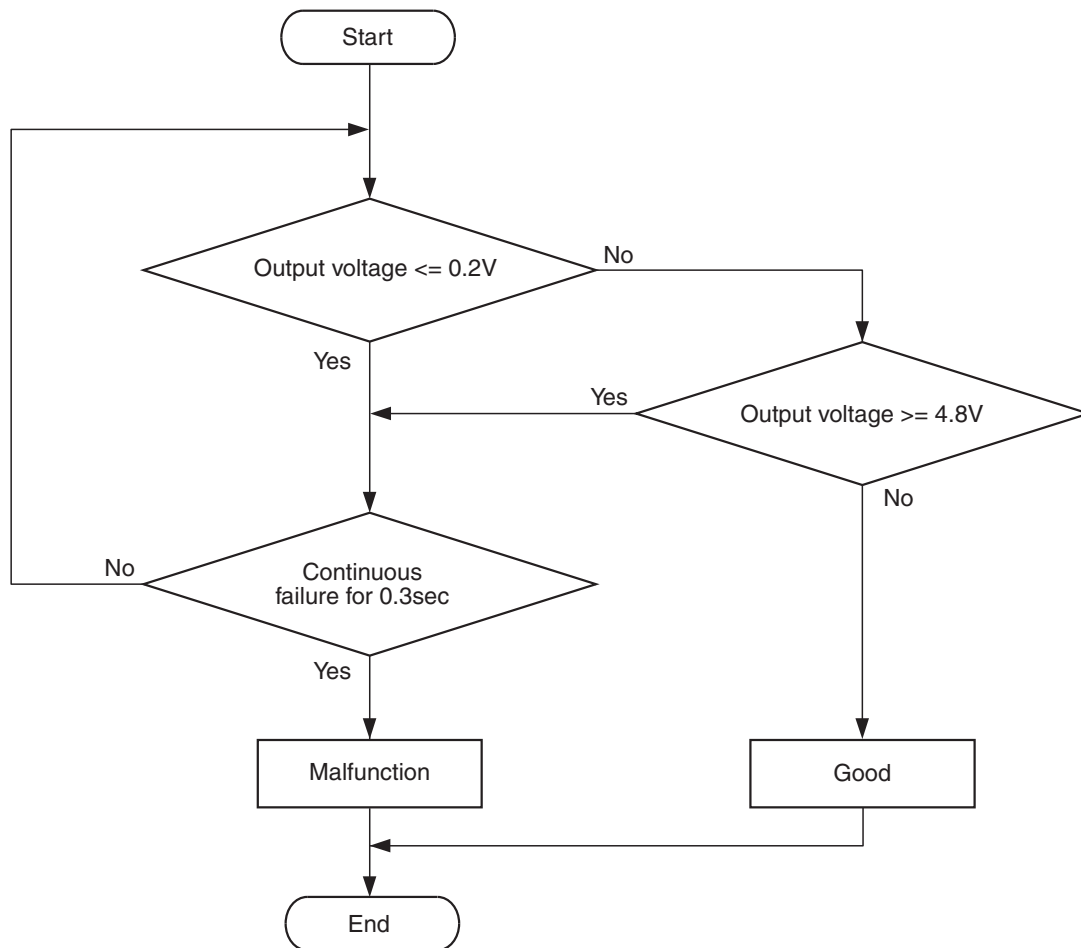 Start
Output voltage <= 0.2V
No
Yes
Yes
Output voltage >= 4.8V
No
No
Continuous
failure for 0.3sec
Yes
Malfunction
Good
End